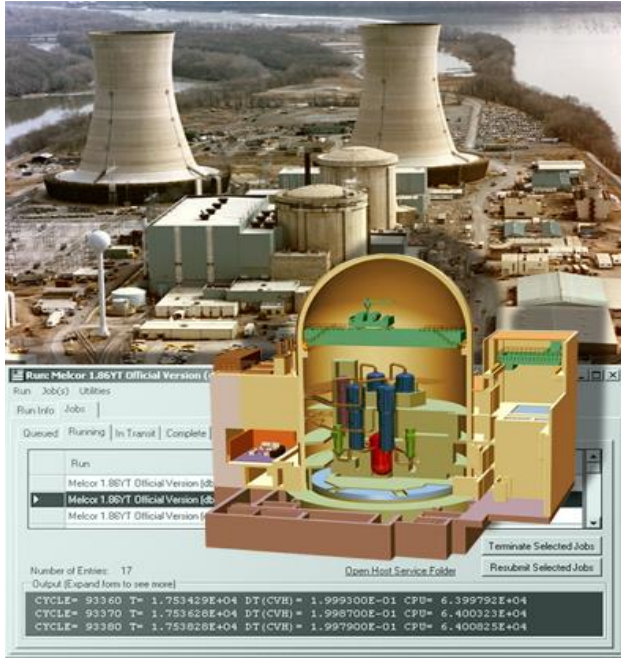 Run: Melcor 1.86YT Official Version (d
Run Job(s) Utilities
Run Info Jobs
Queued Running In Transit Complete
Run
Melcor 1.86YT Official Version (db
Melcor 1.86YT Official Version (db
Melcor 1.86YT Official Version (
Terminate Selected Jobs
Number of Entries: 17 Open Host Service Folder Resubmit Selected Jobs
Output (Expand form to see more)
CYCLE= 93360 T= 1.753429E+04 DT(CVH)= 1.999300E-01 CPU= 6.399792E+04
CYCLE= 93370 T= 1.753628E+04 DT(CVH)= 1.998700E-01 CPU= 6.400323E+04
CYCLE= 93380 T= 1.753828E+04 DT(CVH)= 1.997900E-01 CPU= 6.400825E+04